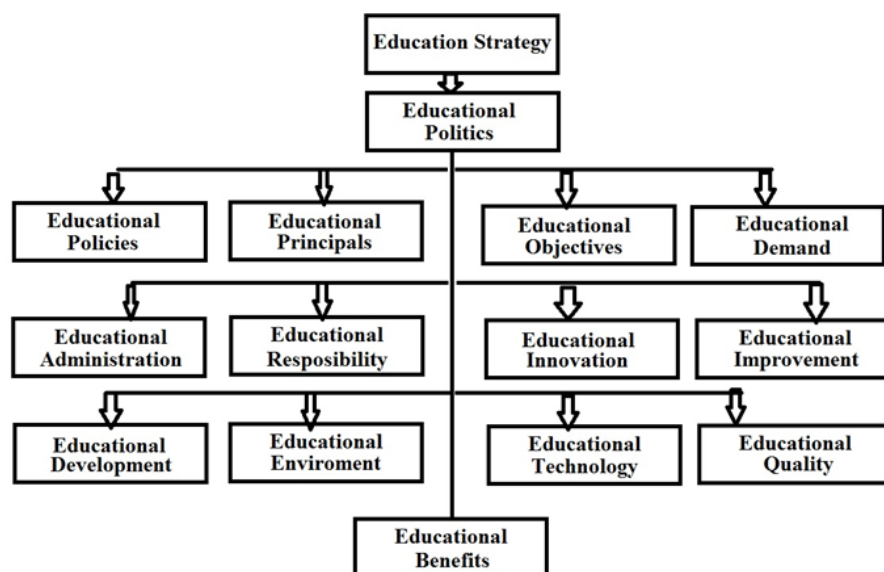 Education Strategy
Educational
Politics
Educational
Policies
Educational
Principals
Educational
Objectives
Educational
Demand
Educational
Administration
Educational
Resposibility
Educational
Innovation
Educational
Improvement
Educational
Development
Educational
Enviroment
Educational
Technology
Educational
Quality
Educational
Benefits